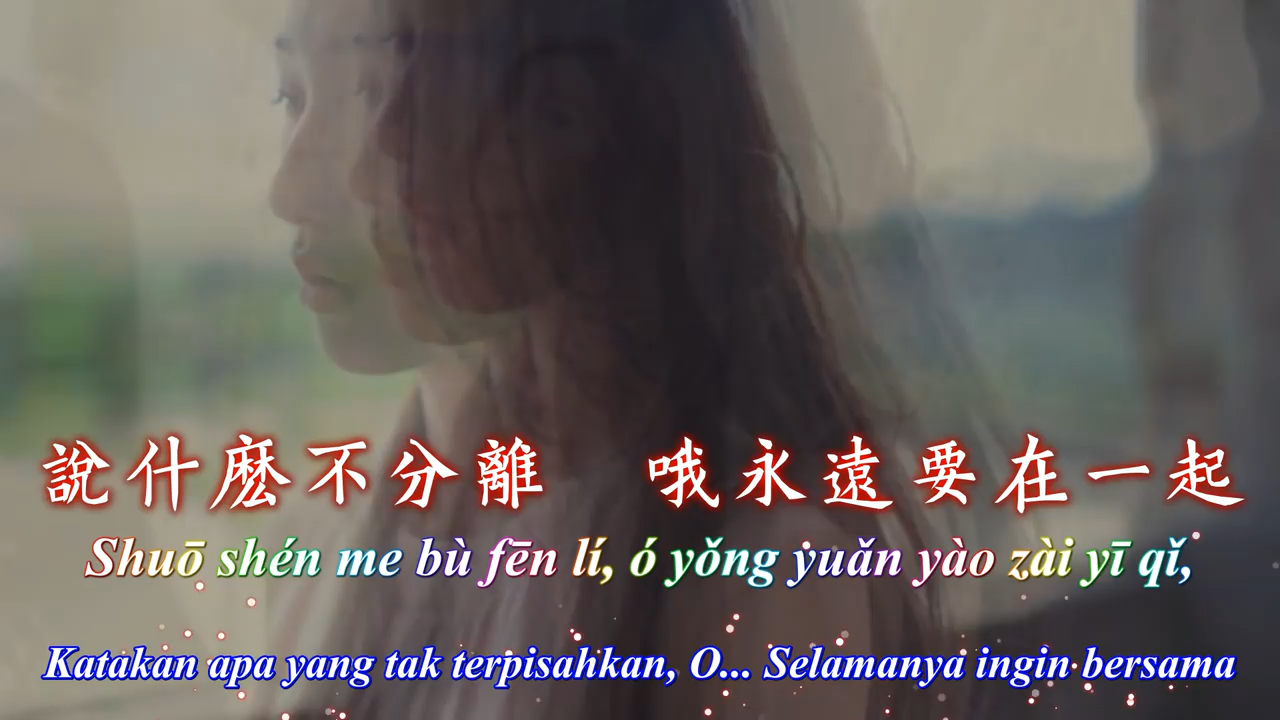 說什麼不分離 哦永遠要在一起
Shuō shén me bù fēn lí, ó yǒng yuǎn yào zài yī qǐ,
Katakan apa yang tak terpisahkan, O... Selamanya ingin bersama